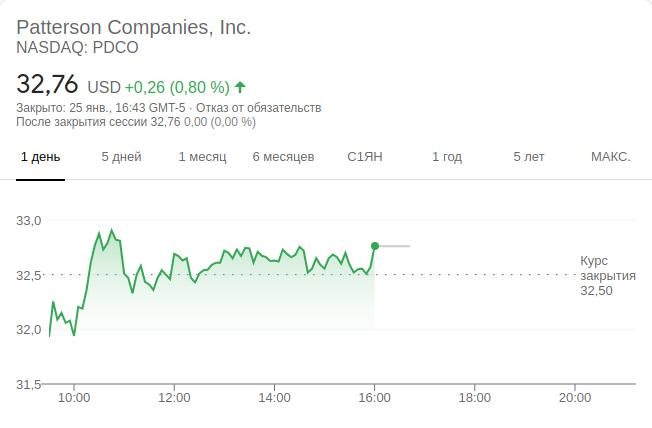 Patterson Companies, Inc.
NASDAQ: PDCO
32,76 USD +0,26 (0,80 %)
Закрыто: 25 янв., 16:43 GMT-5 · Отказ от обязательств
После закрытия сессии 32,76 0,00 (0,00 %)
1 день 5 дней 1 месяц 6 месяцев С1ЯН 1 год 5 лет МАКС.
33,0
32,5
32,0
31,5
Курс
закрытия
32,50
10:00 12:00 14:00 16:00 18:00 20:00